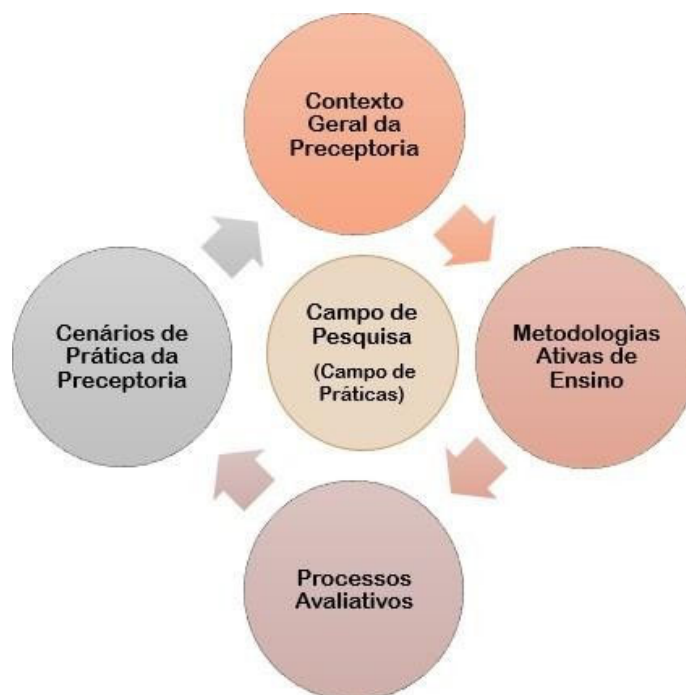 Contexto
Geral da
Preceptoria
Cenários de
Prática da
Preceptoria
Campo de
Pesquisa
(Campo de
Práticas)
Metodologias
Ativas de
Ensino
Processos
Avaliativos